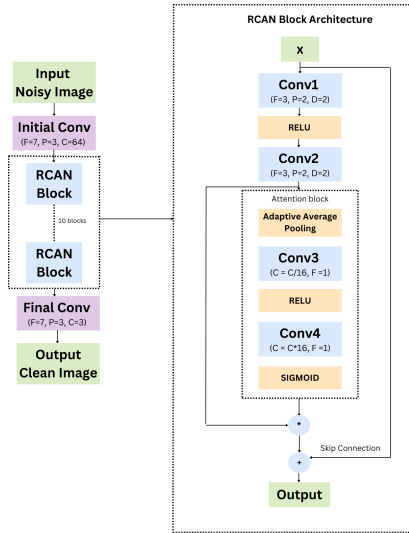 Input
Noisy Image
Initial Conv
(F=7, P=3, C=64)
RCAN
Block
10 blocks
RCAN
Block
Final Conv
(F=7, P=3, C=3)
Output
Clean Image
RCAN Block Architecture
x
Conv1
(F=3, P=2, D=2)
RELU
Conv2
(F=3, P=2, D=2)
Attention block
Adaptive Average
Pooling
Conv3
(C = C/16, F =1)
RELU
Conv4
(C = C*16, F =1)
SIGMOID
*
Skip Connection
+
Output